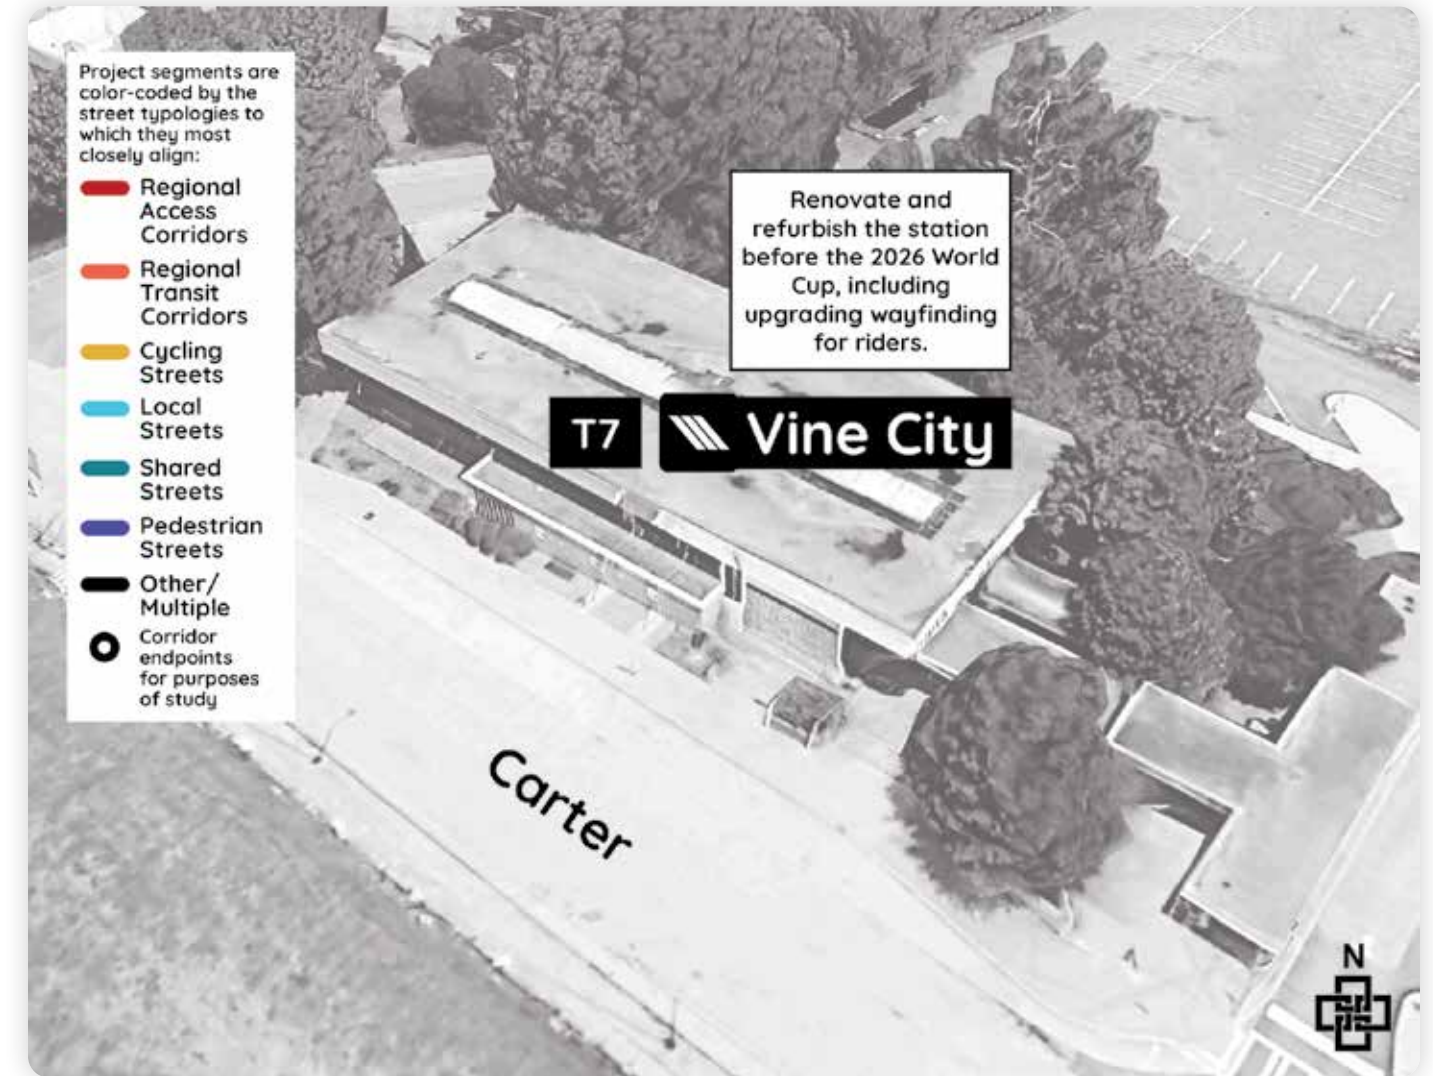 Project segments are
color-coded by the
street typologies to
which they most
closely align:
Regional
Access
Corridors
Regional
Transit
Corridors
Cycling
Streets
Local
Streets
Shared
Streets
Pedestrian
Streets
Other/
Multiple
Corridor
endpoints
for purposes
of study
Renovate and
refurbish the station
before the 2026 World
Cup, including
upgrading wayfinding
for riders.
T7 Vine City
Carter
N